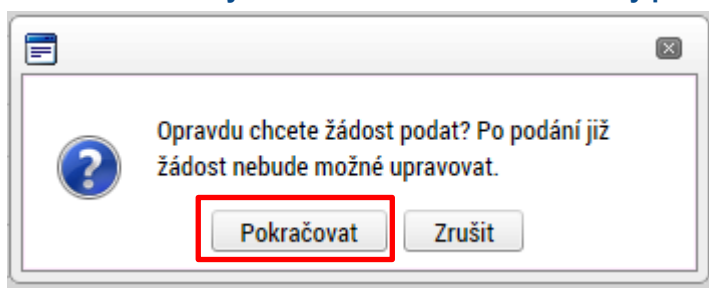 Opravdu chcete žádost podat? Po podání již
žádost nebude možné upravovat.
Pokračovat Zrušit